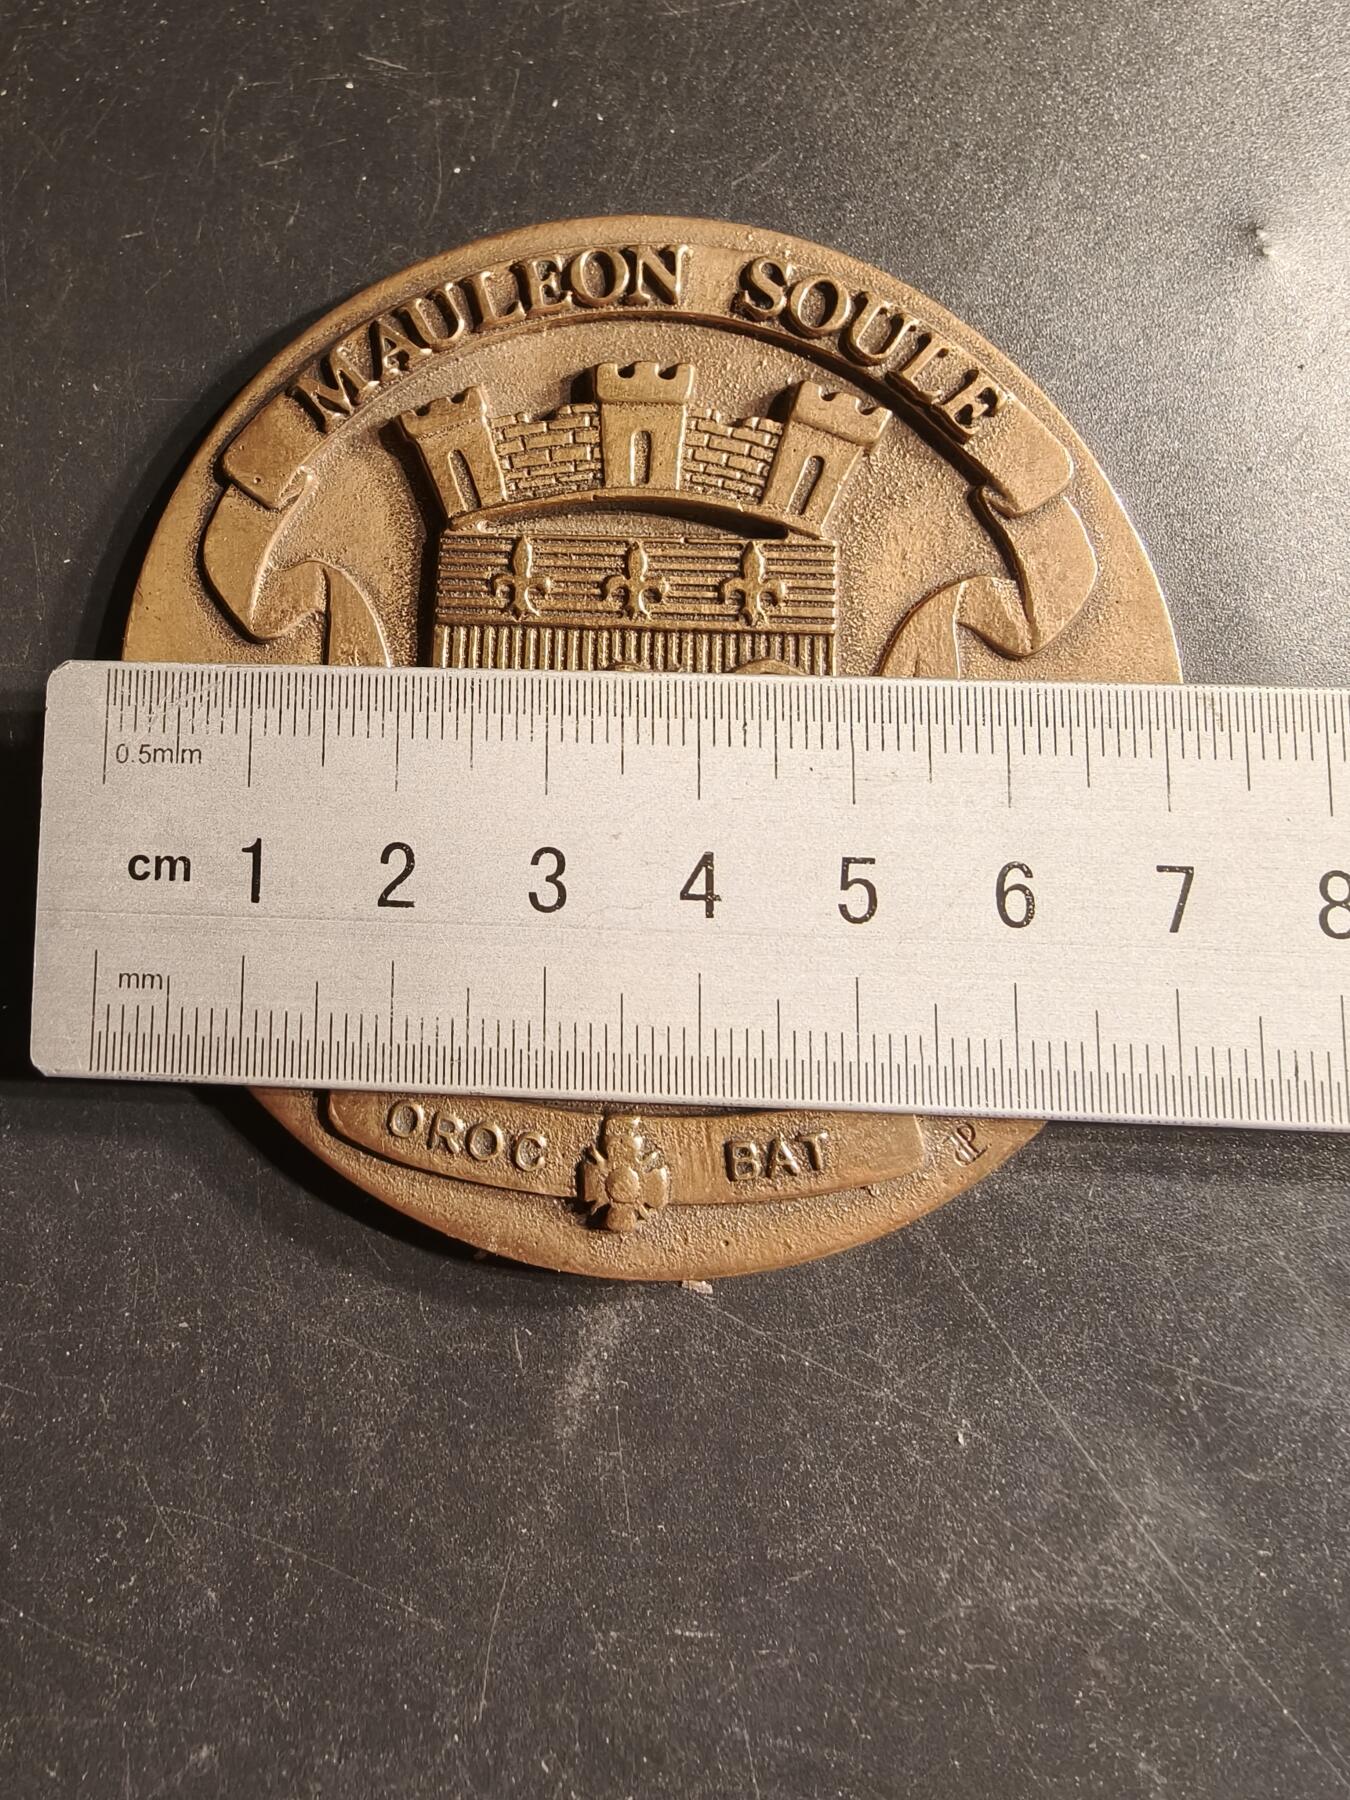 MAULEON SOULE
0.5mm
cm 1 2 3 4 5 6 7 8
mm
OROC BAT